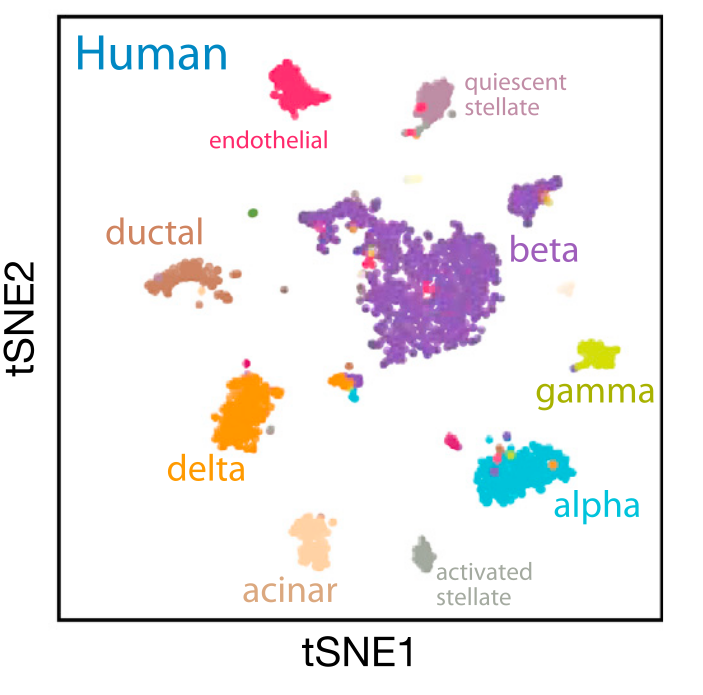 Human
quiescent
stellate
endothelial
ductal
beta
gamma
delta
alpha
activated
stellate
acinar
tSNE2
tSNE1